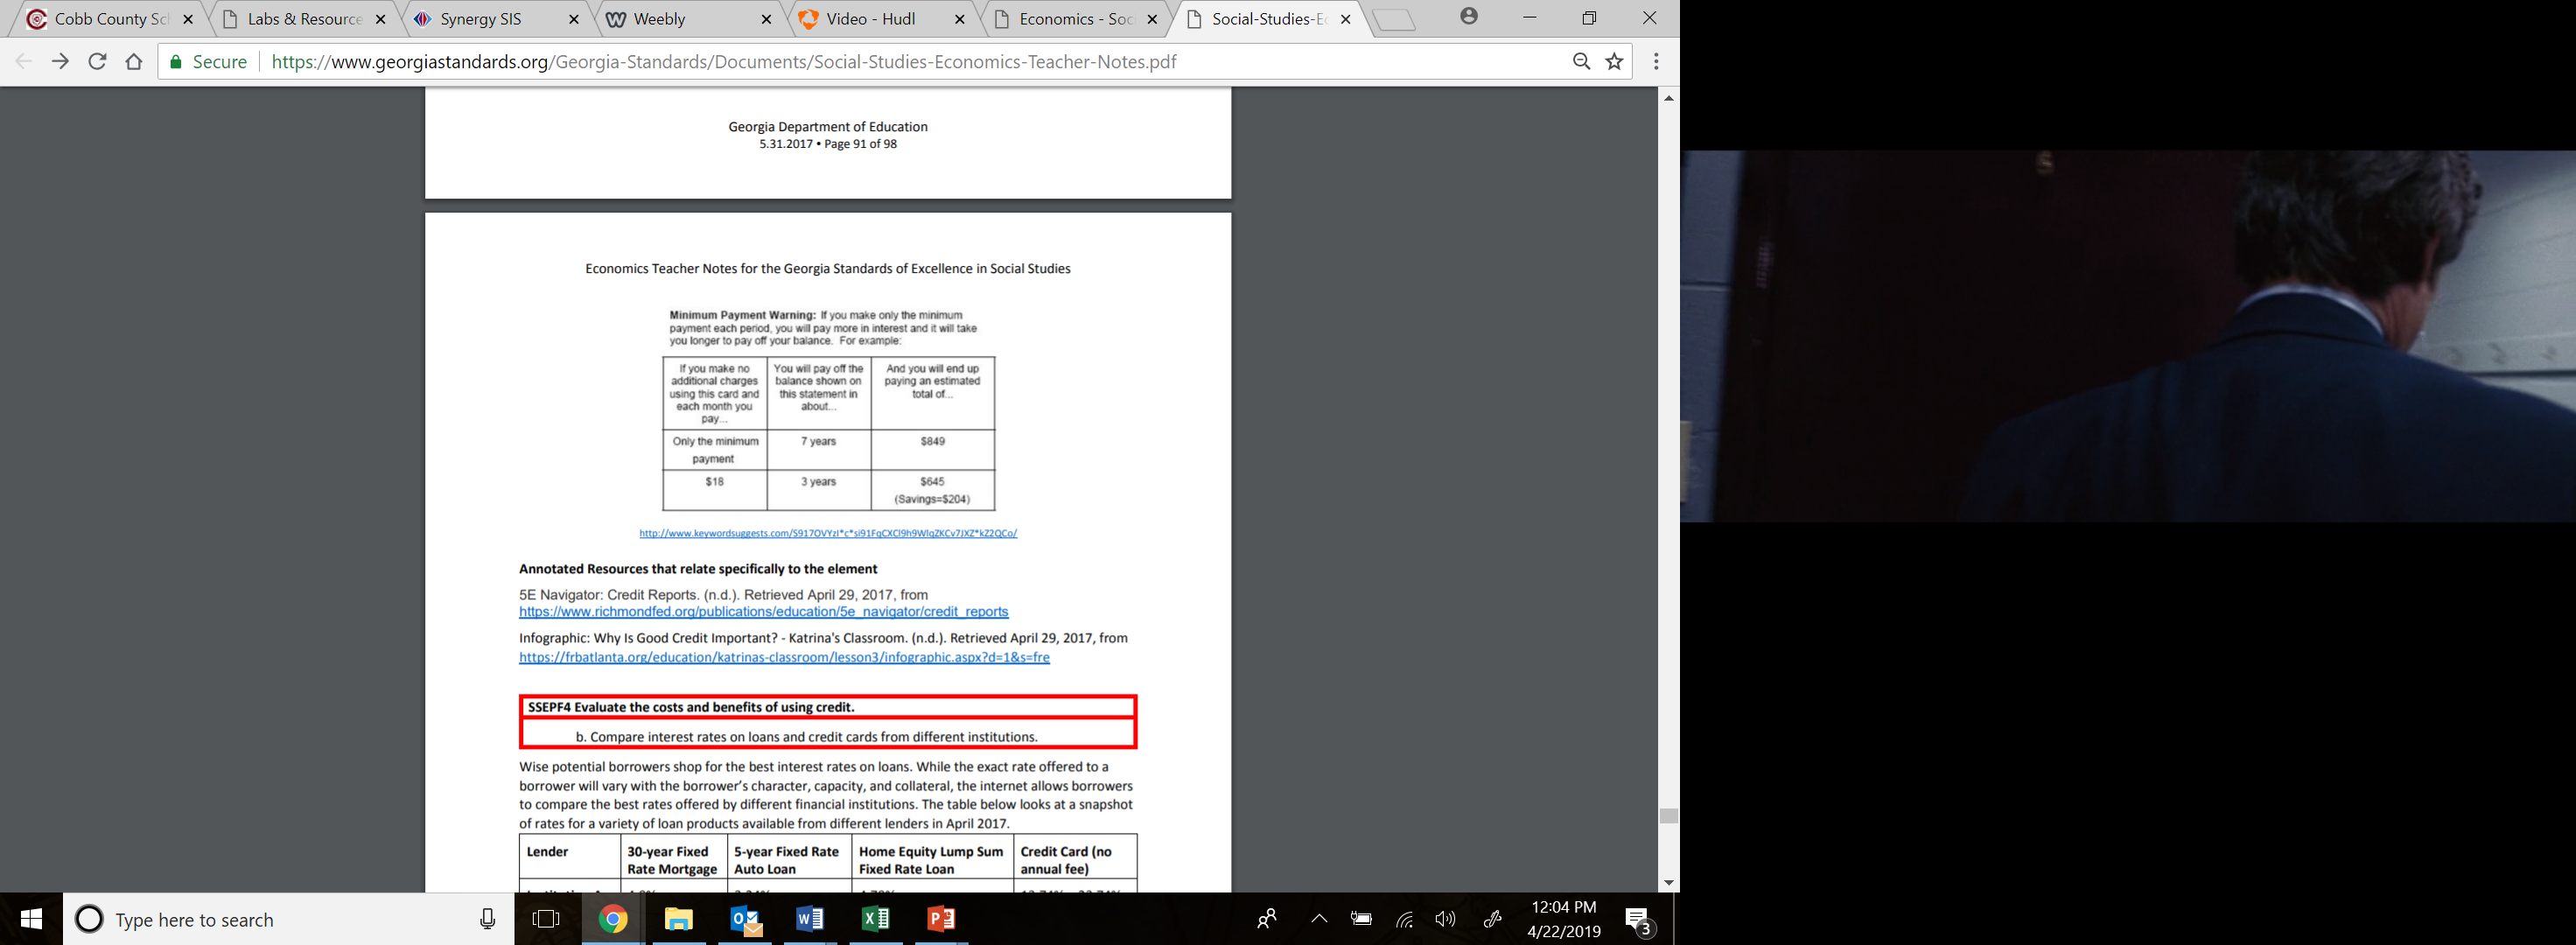 Cobb County Sc
Labs & Resource
Synergy SIS
Weebly
Video - Hudl
Economics - Soc
Social-Studies-E
Secure
https://www.georgiastandards.org/Georgia-Standards/Documents/Social-Studies-Economics-Teacher-Notes.pdf
Georgia Department of Education
5.31.2017 • Page 91 of 98
Economics Teacher Notes for the Georgia Standards of Excellence in Social Studies
Minimum Payment Warning: If you make only the minimum
payment each period, you will pay more in interest and it will take
you longer to pay off your balance. For example:
If you make no
additional charges
using this card and
each month you
pay...
You will pay off the
balance shown on
this statement in
about...
And you will end up
paying an estimated
total of...
Only the minimum
payment
7 years
$849
$18
3 years
$645
(Savings=$204)
Annotated Resources that relate specifically to the element
5E Navigator: Credit Reports. (n.d.). Retrieved April 29, 2017, from
https://www.richmondfed.org/publications/education/5e_navigator/credit_reports
Infographic: Why Is Good Credit Important? - Katrina's Classroom. (n.d.). Retrieved April 29, 2017, from
https://frbatlanta.org/education/katrinas-classroom/lesson3/infographic.aspx?d=1&s=fre
SSEPF4 Evaluate the costs and benefits of using credit.
b. Compare interest rates on loans and credit cards from different institutions.
Wise potential borrowers shop for the best interest rates on loans. While the exact rate offered to a
borrower will vary with the borrower's character, capacity, and collateral, the internet allows borrowers
to compare the best rates offered by different financial institutions. The table below looks at a snapshot
of rates for a variety of loan products available from different lenders in April 2017.
Lender
30-year Fixed
Rate Mortgage
5-year Fixed Rate
Auto Loan
Home Equity Lump Sum
Fixed Rate Loan
Credit Card (no
annual fee)
Type here to search
12:04 PM
4/22/2019
3